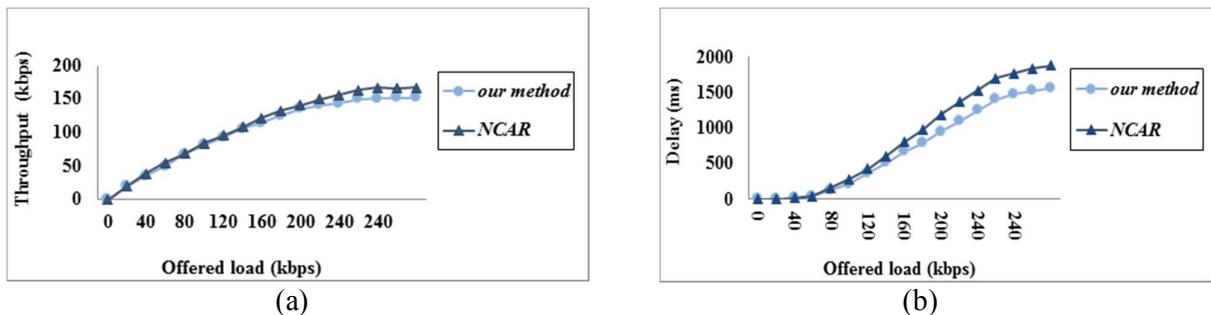 Throughput (kbps)
200
150
100
50
0
0 40 80 120 160 200 240 240
Offered load (kbps)
our method
NCAR
(a)
Delay (ms)
2000
1500
1000
500
0
0 40 80 120 160 200 240 240
Offered load (kbps)
our method
NCAR
(b)